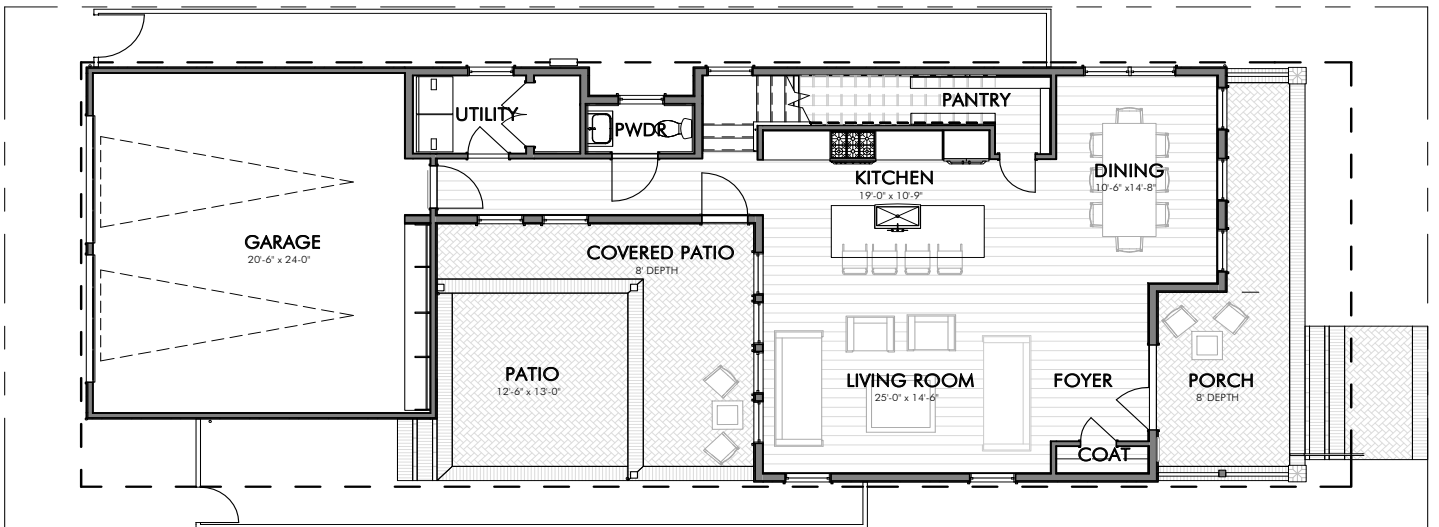 UTILITY
PWDR
PANTRY
KITCHEN
19'-0" x 10'-9"
DINING
10'-6" x14'-8"
GARAGE
20'-6" x 24'-0"
COVERED PATIO
8' DEPTH
PATIO
12'-6" x 13'-0"
LIVING ROOM
25'-0" x 14'-6"
FOYER
PORCH
8' DEPTH
COAT